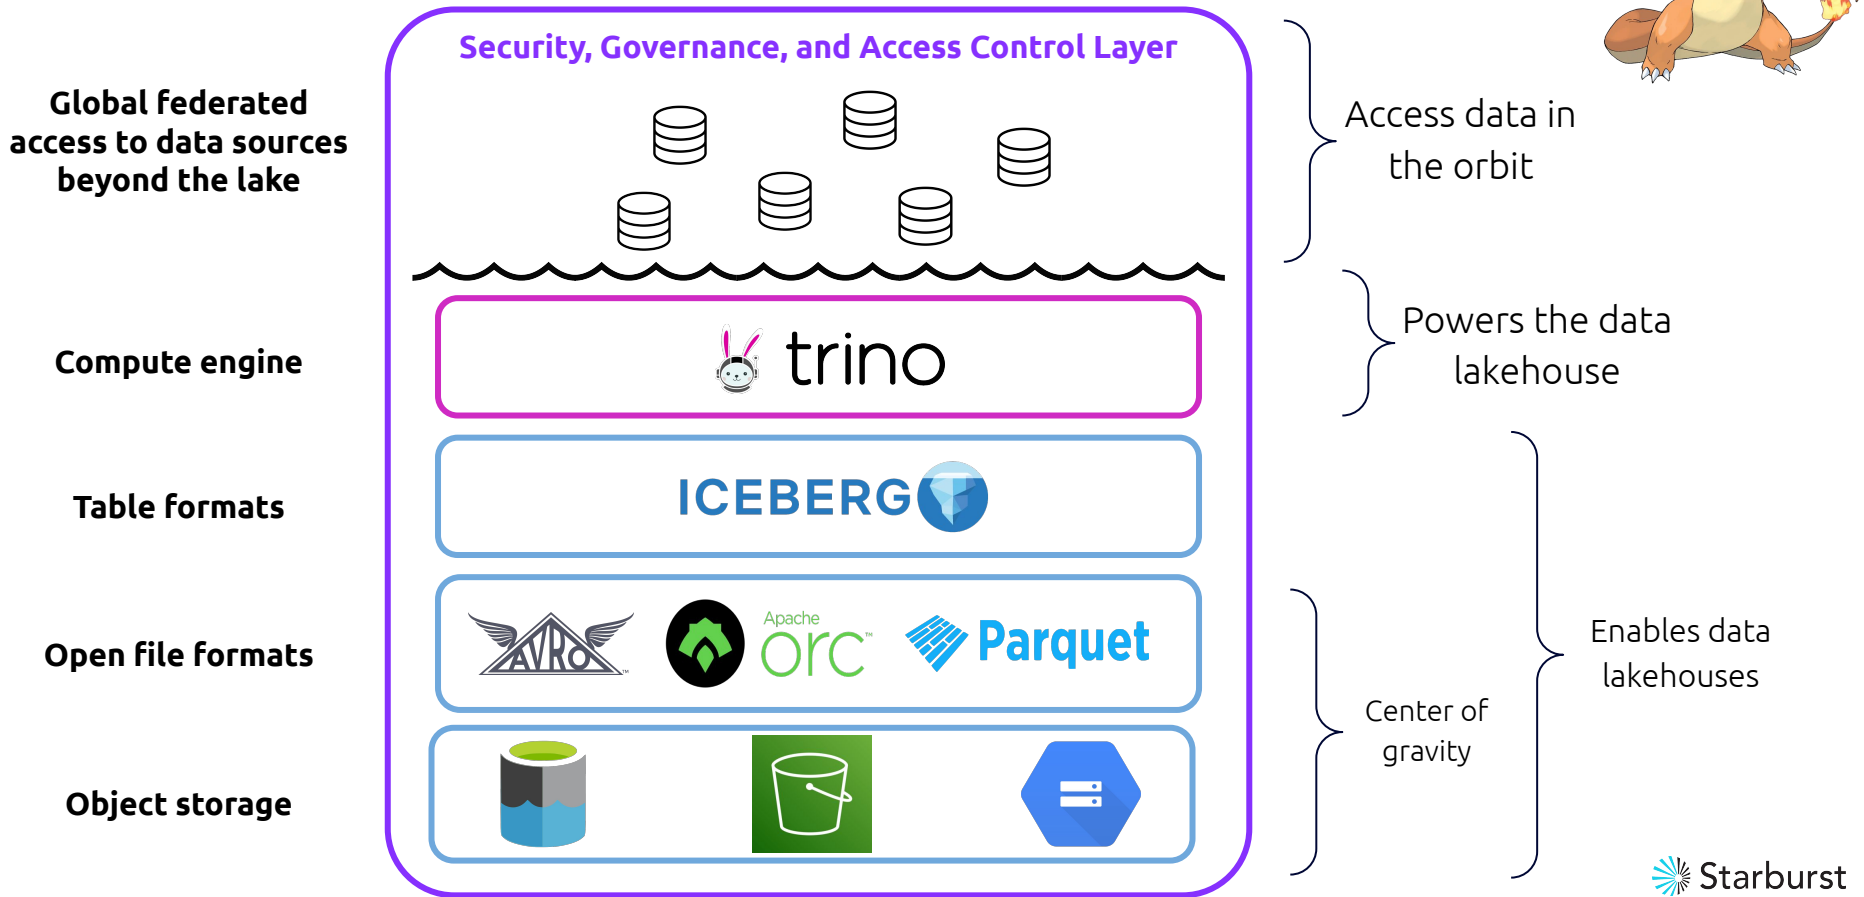 Security, Governance, and Access Control Layer
Global federated
access to data sources
beyond the lake
Access data in
the orbit
Compute engine
trino
Powers the data
lakehouse
Table formats
ICEBERG
Open file formats
AVRO™
Apache
orc™
Parquet
Enables data
lakehouses
Center of
gravity
Object storage
Starburst